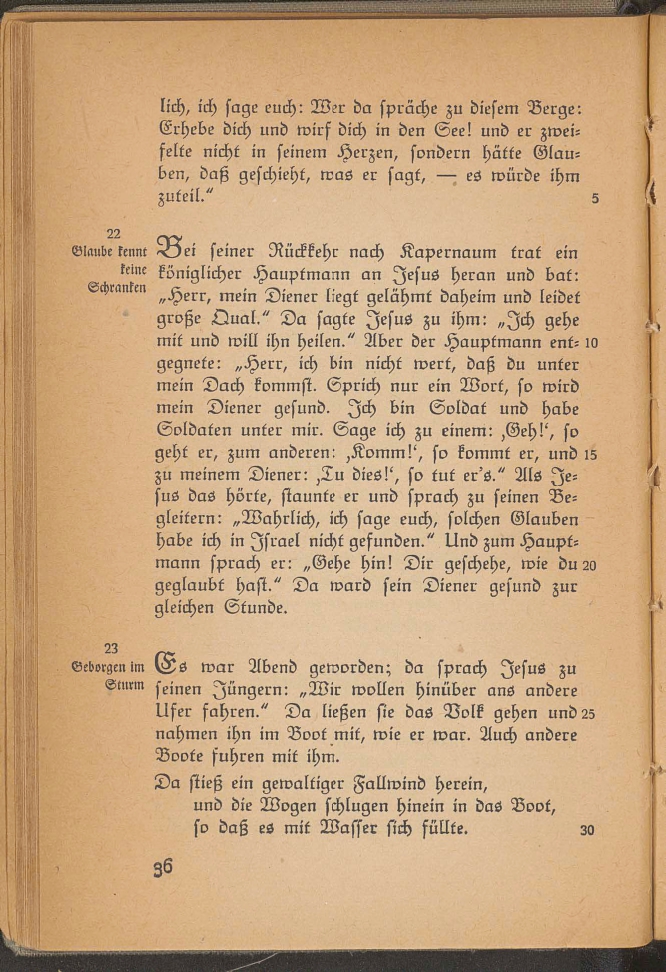 lich, ich sage euch: Wer da spräche zu diesem Berge:
Erhebe dich und wirf dich in den See! und er zwei-
felte nicht in seinem Herzen, sondern hätte Glau-
ben, daß geschieht, was er sagt, — es würde ihm
zuteil.“ 5
22
Glaube kennt
keine
Schranken
Bei seiner Rückkehr nach Kapernaum trat ein
königlicher Hauptmann an Jesus heran und bat:
„Herr, mein Diener liegt gelähmt daheim und leidet
große Qual.“ Da sagte Jesus zu ihm: „Ich gehe
mit und will ihn heilen.“ Aber der Hauptmann ent- 10
gegnete: „Herr, ich bin nicht wert, daß du unter
mein Dach kommst. Sprich nur ein Wort, so wird
mein Diener gesund. Ich bin Soldat und habe
Soldaten unter mir. Sage ich zu einem: ‚Geh!‘, so
geht er, zum anderen: ‚Komm!‘, so kommt er, und 15
zu meinem Diener: ‚Tu dies!‘, so tut er's.“ Als Je-
sus das hörte, staunte er und sprach zu seinen Be-
gleitern: „Wahrlich, ich sage euch, solchen Glauben
habe ich in Israel nicht gefunden.“ Und zum Haupt-
mann sprach er: „Gehe hin! Dir geschehe, wie du 20
geglaubt hast.“ Da ward sein Diener gesund zur
gleichen Stunde.
23
Geborgen im
Sturm
Es war Abend geworden; da sprach Jesus zu
seinen Jüngern: „Wir wollen hinüber ans andere
Ufer fahren.“ Da ließen sie das Volk gehen und 25
nahmen ihn im Boot mit, wie er war. Auch andere
Boote fuhren mit ihm.
Da stieß ein gewaltiger Fallwind herein,
und die Wogen schlugen hinein in das Boot,
so daß es mit Wasser sich füllte. 30
36